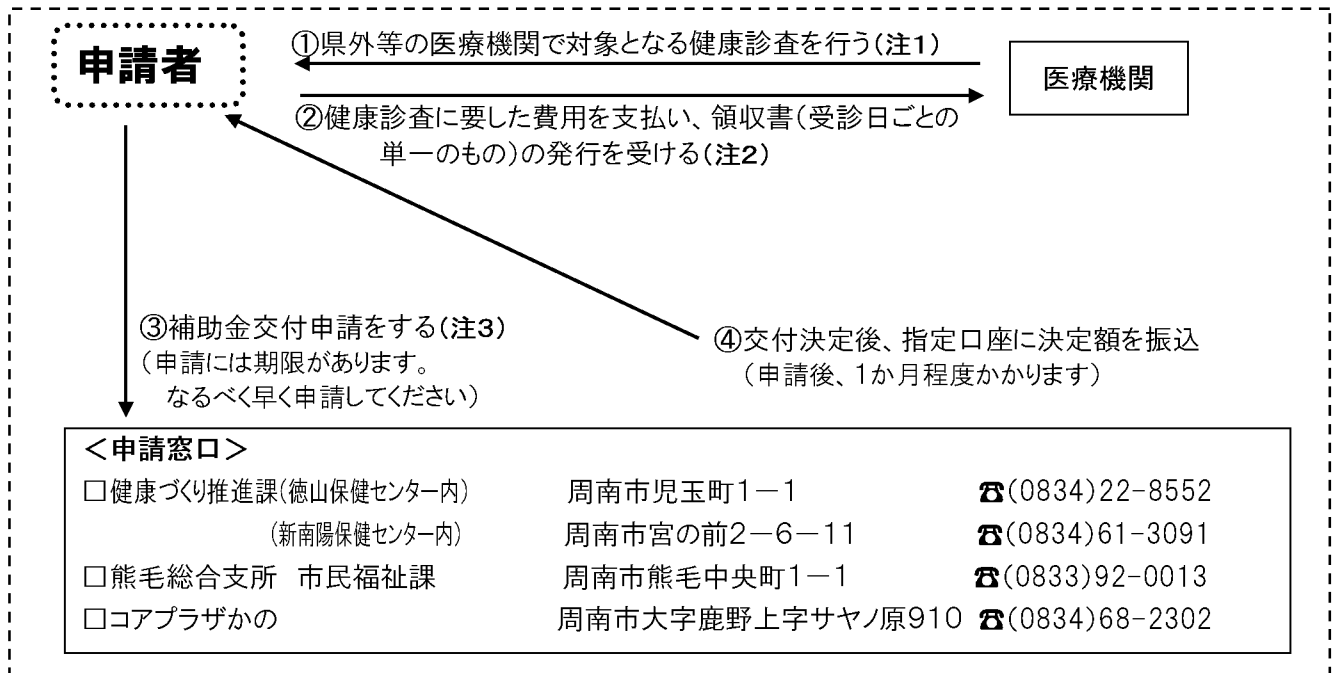 申請者
①県外等の医療機関で対象となる健康診査を行う(注1)
医療機関
②健康診査に要した費用を支払い、領収書(受診日ごとの
単一のもの)の発行を受ける(注2)
③補助金交付申請をする(注3)
(申請には期限があります。
なるべく早く申請してください)
④交付決定後、指定口座に決定額を振込
(申請後、1か月程度かかります)
＜申請窓口＞
□健康づくり推進課(徳山保健センター内) 周南市児玉町1－1 ☎(0834)22-8552
(新南陽保健センター内) 周南市宮の前2－6－11 ☎(0834)61-3091
□熊毛総合支所 市民福祉課 周南市熊毛中央町1－1 ☎(0833)92-0013
□コアプラザかの 周南市大字鹿野上字サヤノ原910 ☎(0834)68-2302